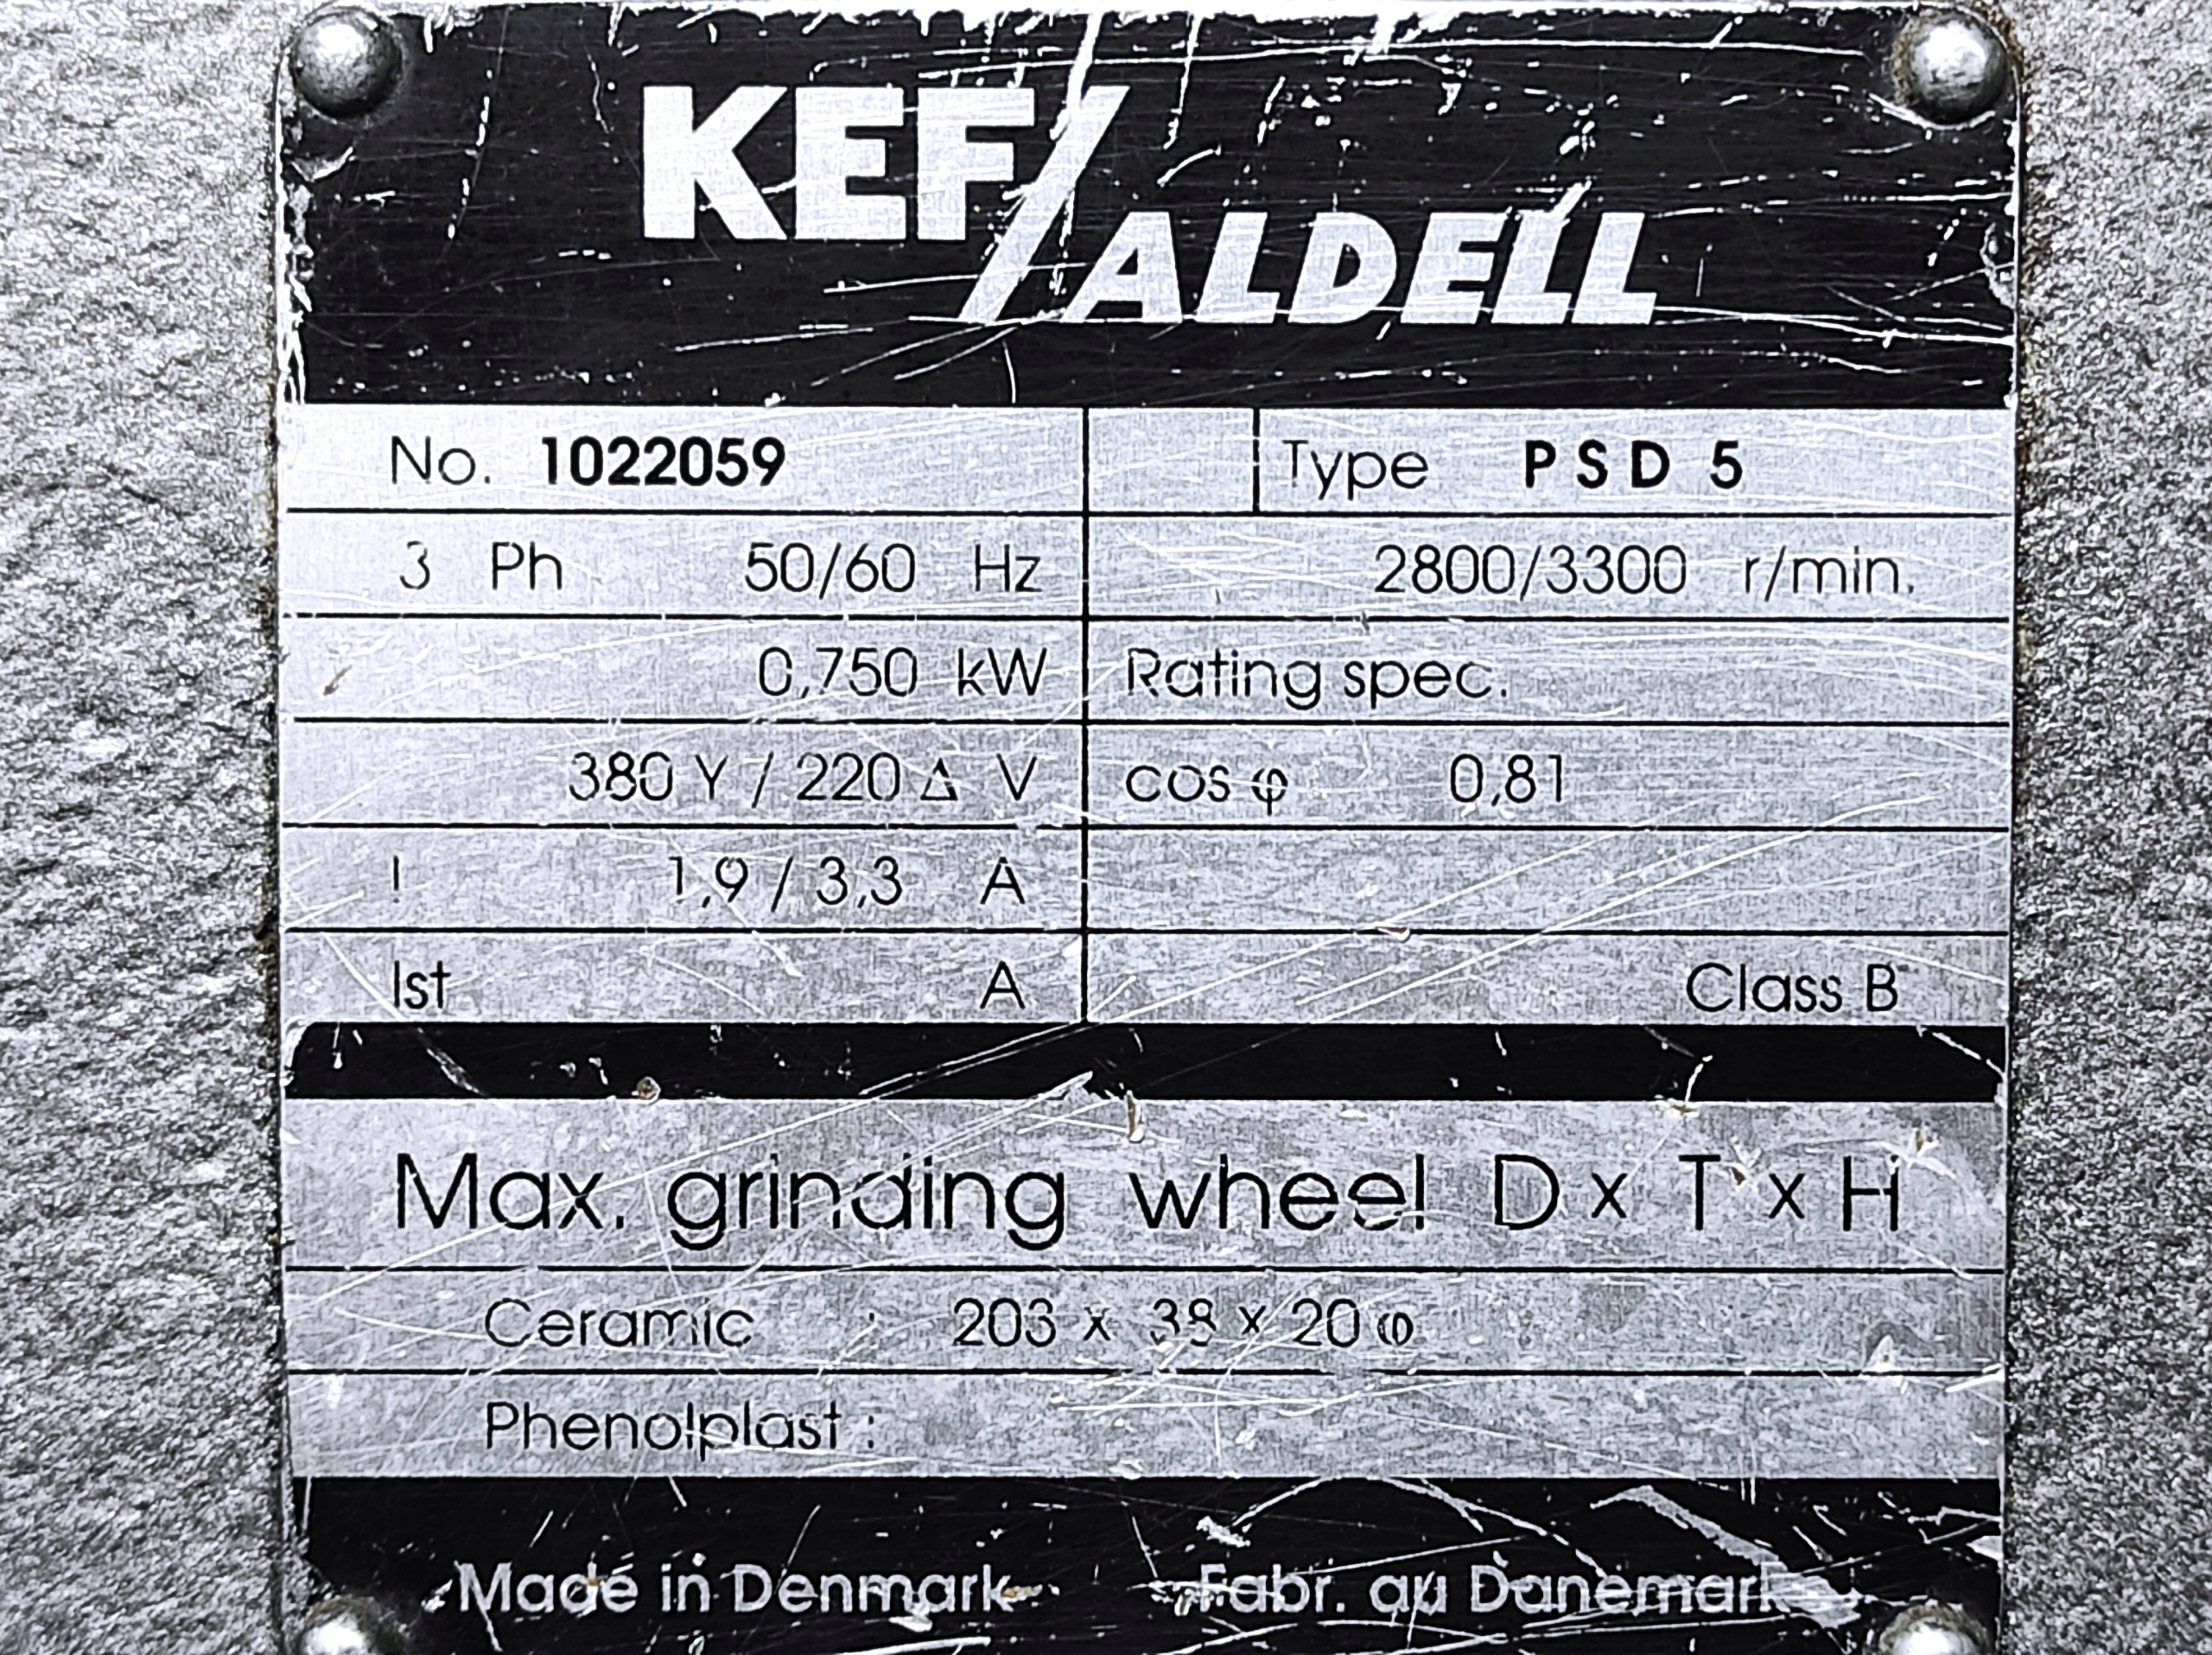 KEF/ALDELL
No. 1022059 Type PSD 5
3 Ph 50/60 Hz 2800/3300 r/min.
0,750 kW Rating spec.
380 Y / 220 Δ V cos φ 0,81
I 1,9 / 3,3 A
Ist A Class B
Max. grinding wheel D x T x H
Ceramic : 203 x 38 x 20 φ
Phenolplast :
Made in Denmark Fabr. au Danemark